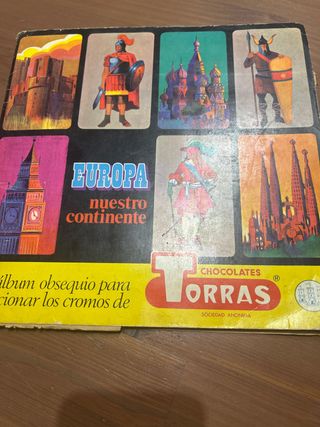 EUROPA
nuestro
continente
álbum obsequio para
cionar los cromos de
CHOCOLATES
TORRAS ®
SOCIEDAD ANONIMA